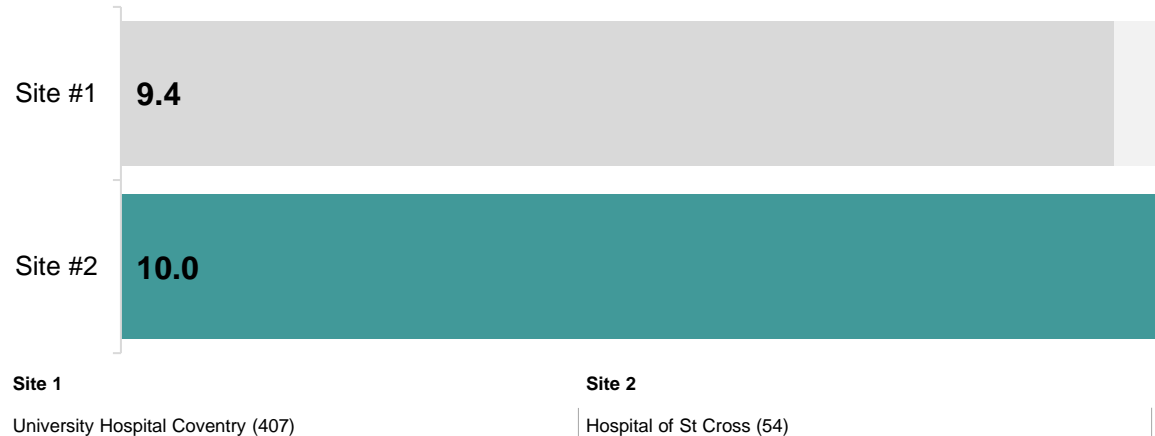 Site #1 9.4
Site #2 10.0
Site 1 Site 2
University Hospital Coventry (407) Hospital of St Cross (54)